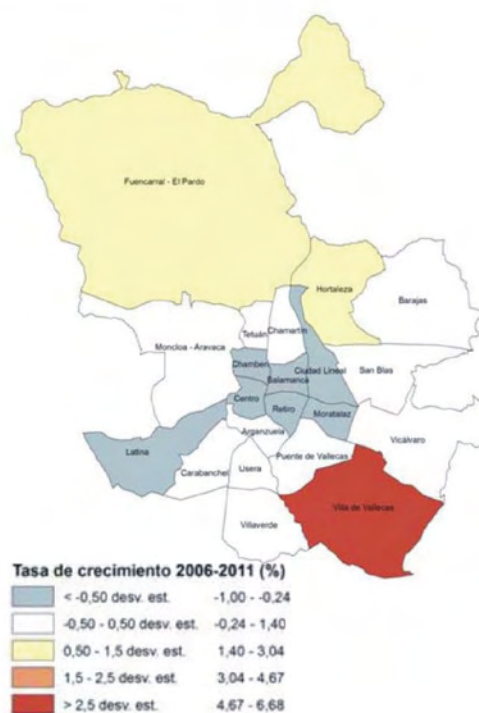 Fuencarral - El Pardo
Hortaleza
Barajas
Tetuán
Chamartín
Moncloa - Aravaca
Chamberí
Ciudad Lineal
San Blas
Salamanca
Centro
Retiro
Moratalaz
Latina
Arganzuela
Vicálvaro
Puente de Vallecas
Carabanchel
Usera
Villa de Vallecas
Villaverde
Tasa de crecimiento 2006-2011 (%)
< -0,50 desv. est. -1,00 - -0,24
-0,50 - 0,50 desv. est. -0,24 - 1,40
0,50 - 1,5 desv. est. 1,40 - 3,04
1,5 - 2,5 desv. est. 3,04 - 4,67
> 2,5 desv. est. 4,67 - 6,68